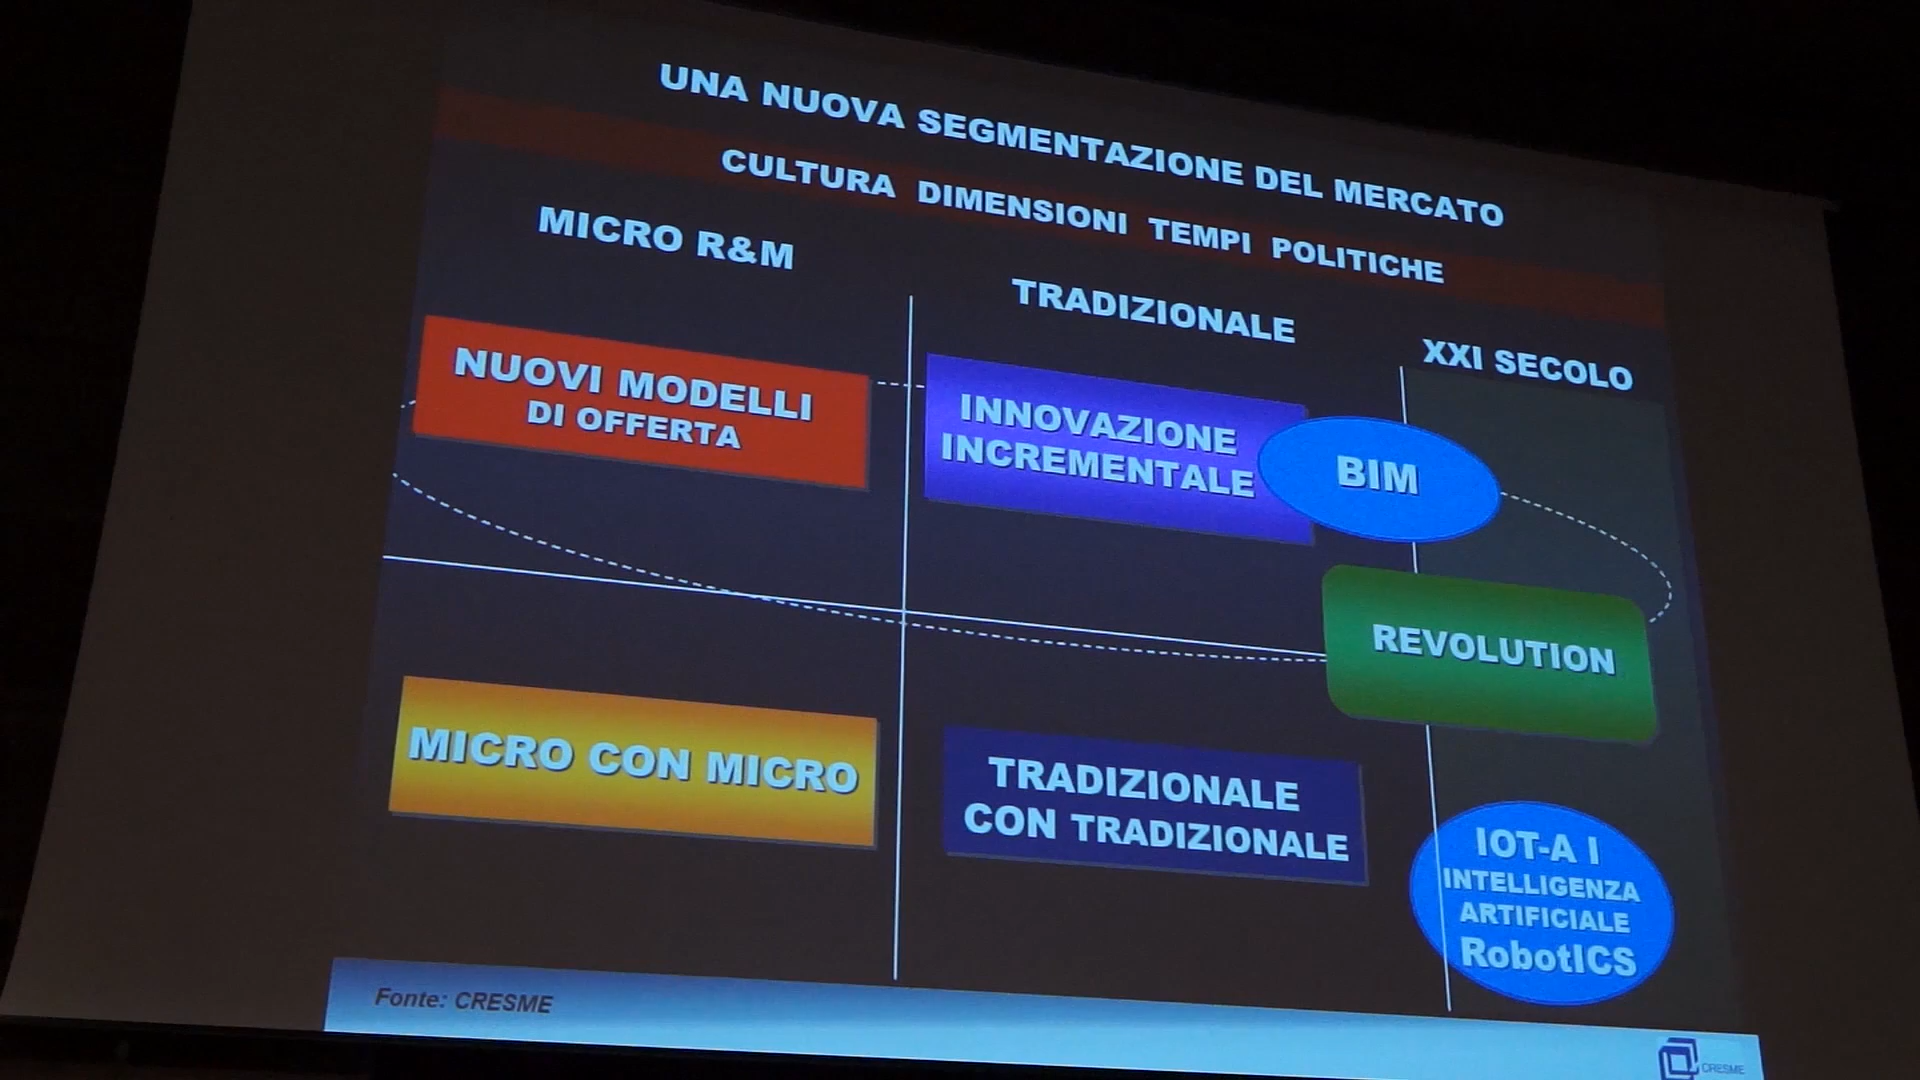 UNA NUOVA SEGMENTAZIONE DEL MERCATO
CULTURA DIMENSIONI TEMPI POLITICHE
MICRO R&M
TRADIZIONALE
XXI SECOLO
NUOVI MODELLI
DI OFFERTA
INNOVAZIONE
INCREMENTALE
BIM
REVOLUTION
MICRO CON MICRO
TRADIZIONALE
CON TRADIZIONALE
IOT-A I
INTELLIGENZA
ARTIFICIALE
RobotICS
Fonte: CRESME
CRESME